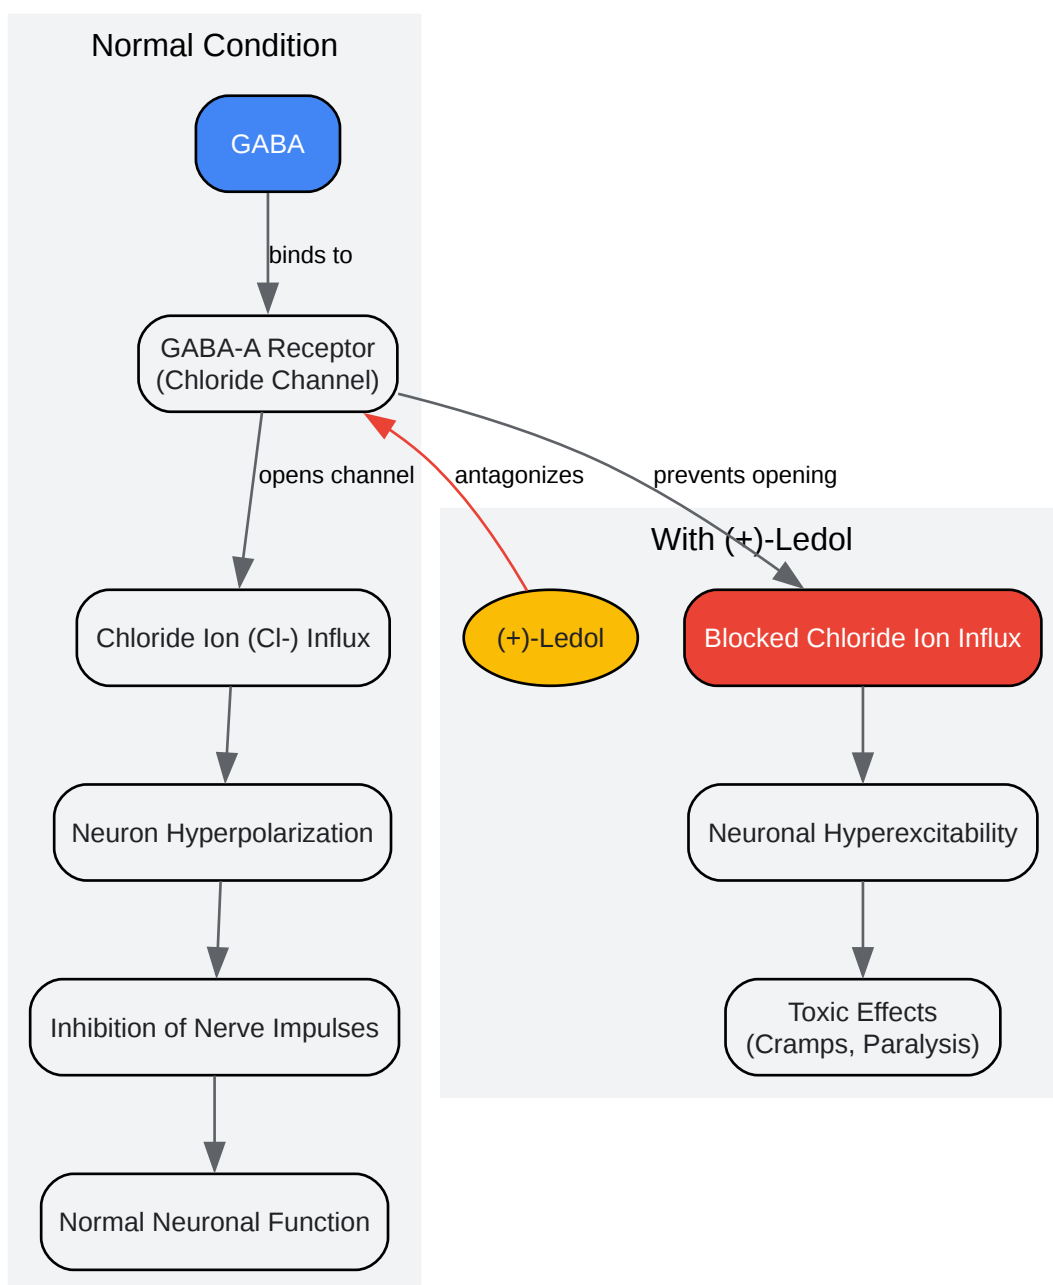 Normal Condition
GABA
binds to
GABA-A Receptor
(Chloride Channel)
opens channel
antagonizes
prevents opening
With (+)-Ledol
Chloride Ion (Cl-) Influx
(+)-Ledol
Blocked Chloride Ion Influx
Neuron Hyperpolarization
Neuronal Hyperexcitability
Inhibition of Nerve Impulses
Toxic Effects
(Cramps, Paralysis)
Normal Neuronal Function